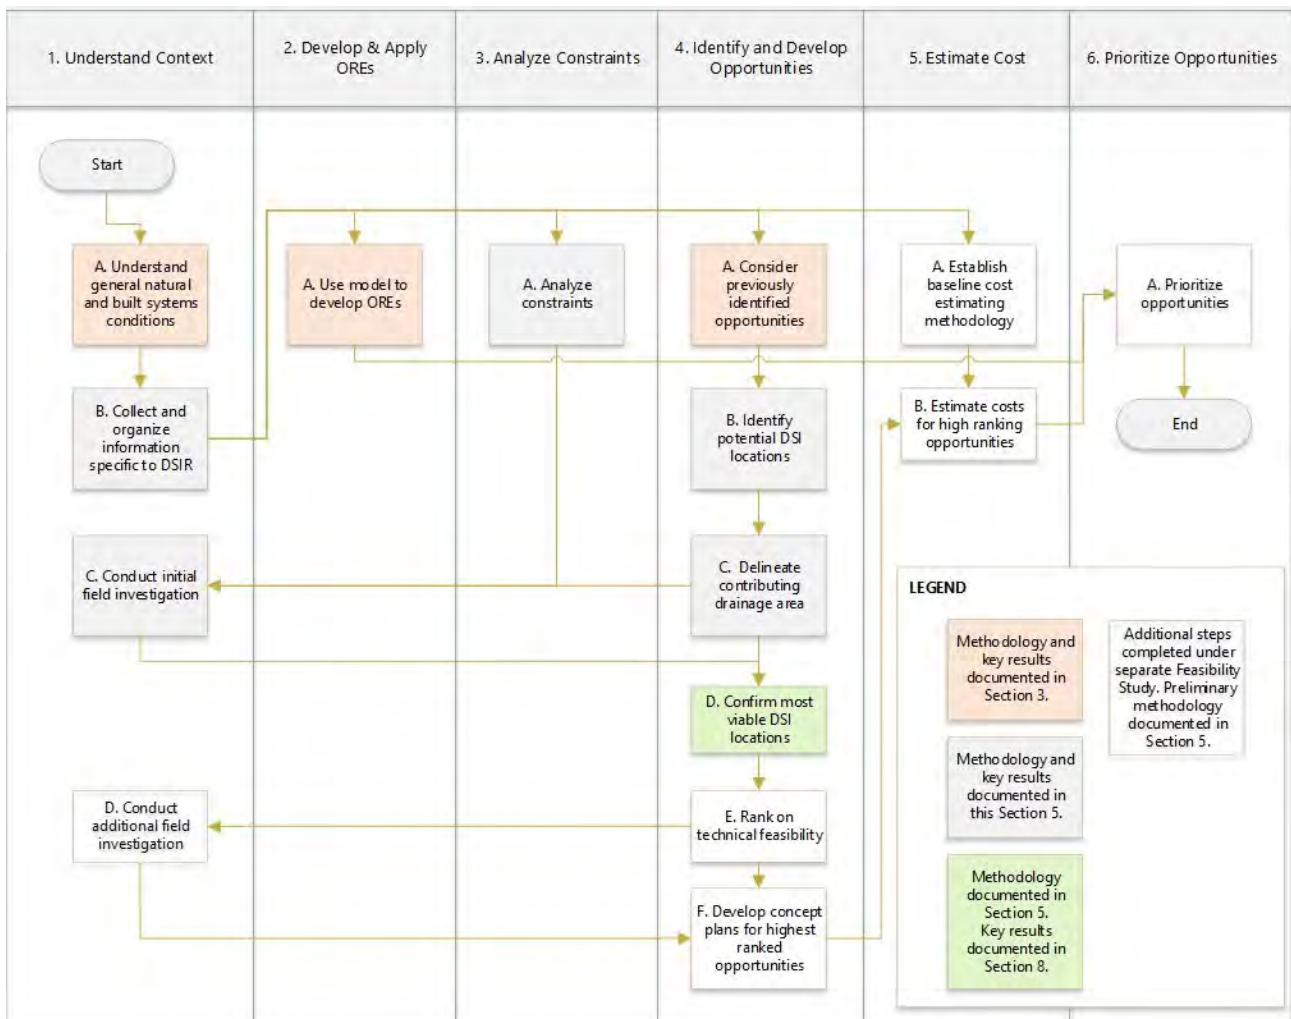 1. Understand Context
2. Develop & Apply
OREs
3. Analyze Constraints
4. Identify and Develop
Opportunities
5. Estimate Cost
6. Prioritize Opportunities
Start
A. Understand
general natural
and built systems
conditions
A. Use model to
develop OREs
A. Analyze
constraints
A. Consider
previously
identified
opportunities
A. Establish
baseline cost
estimating
methodology
A. Prioritize
opportunities
B. Collect and
organize
information
specific to DSIR
B. Identify
potential DSI
locations
B. Estimate costs
for high ranking
opportunities
End
C. Conduct initial
field investigation
C. Delineate
contributing
drainage area
D. Confirm most
viable DSI
locations
D. Conduct
additional field
investigation
E. Rank on
technical feasibility
F. Develop concept
plans for highest
ranked
opportunities
LEGEND
Methodology and
key results
documented in
Section 3.
Additional steps
completed under
separate Feasibility
Study. Preliminary
methodology
documented in
Section 5.
Methodology and
key results
documented in
this Section 5.
Methodology
documented in
Section 5.
Key results
documented in
Section 8.